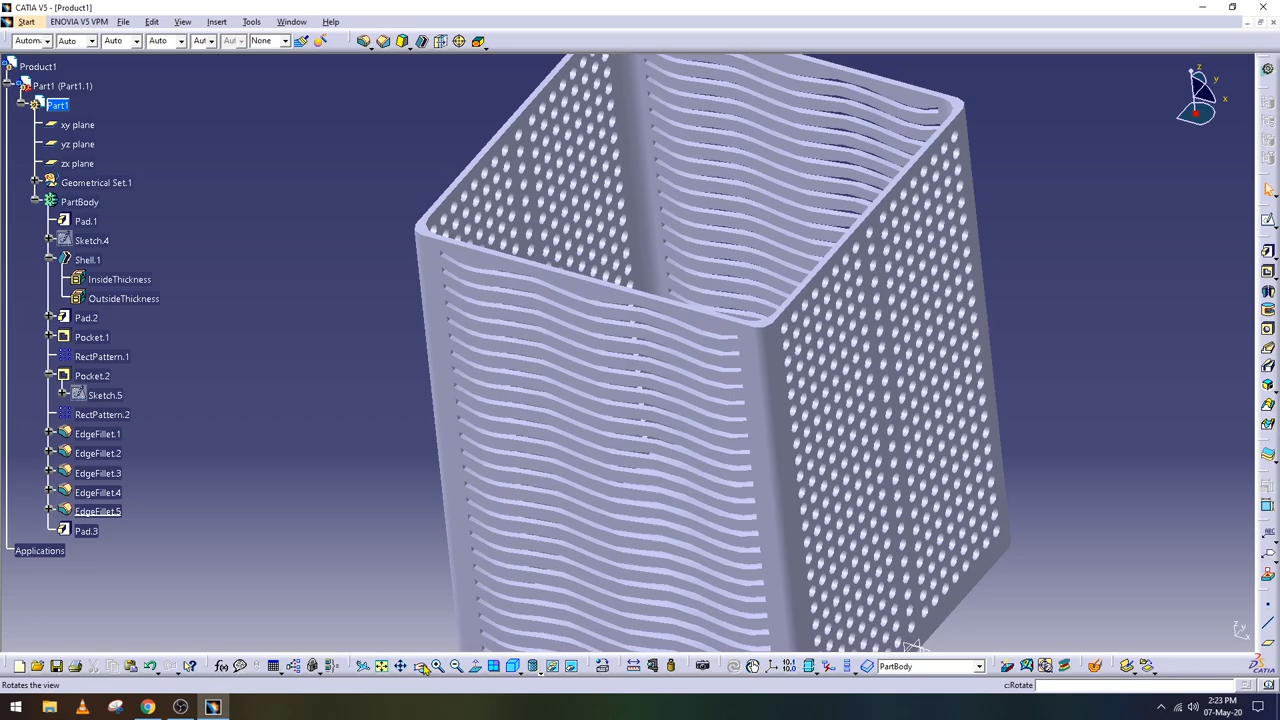 CATIA V5 - [Product1]
Start ENOVIA V5 VPM File Edit View Insert Tools Window Help
Autom Auto Auto Auto Aut Aut None
Product1
Part1 (Part1.1)
Part1
xy plane
yz plane
zx plane
Geometrical Set.1
PartBody
Pad.1
Sketch.4
Shell.1
InsideThickness
OutsideThickness
Pad.2
Pocket.1
RectPattern.1
Pocket.2
Sketch.5
RectPattern.2
EdgeFillet.1
EdgeFillet.2
EdgeFillet.3
EdgeFillet.4
EdgeFillet.5
Pad.3
Applications
z
y
x
PartBody
Rotates the view
c:Rotate
2:23 PM
07-May-20